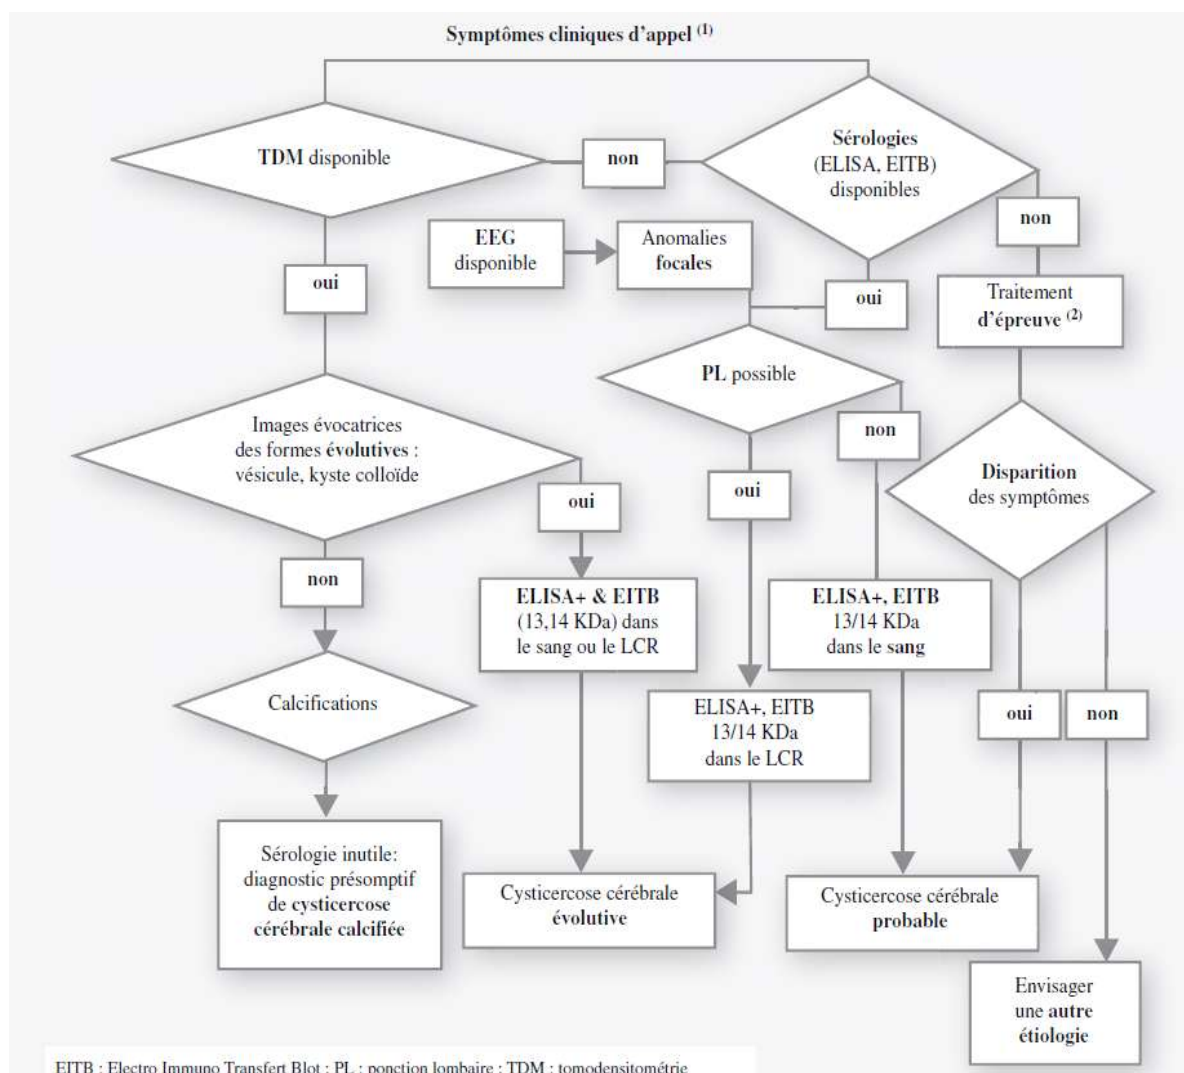 Symptômes cliniques d'appel (1)
TDM disponible
non
Sérologies
(ELISA, EITB)
disponibles
oui
EEG
disponible
Anomalies
focales
oui
non
Traitement
d'épreuve (2)
PL possible
Images évocatrices
des formes évolutives :
vésicule, kyste colloïde
oui
oui
non
Disparition
des symptômes
non
ELISA+ & EITB
(13,14 KDa) dans
le sang ou le LCR
ELISA+, EITB
13/14 KDa
dans le sang
Calcifications
ELISA+, EITB
13/14 KDa
dans le LCR
oui
non
Sérologie inutile:
diagnostic présomptif
de cysticercose
cérébrale calcifiée
Cysticercose cérébrale
évolutive
Cysticercose cérébrale
probable
Envisager
une autre
étiologie
EITB : Electro Immuno Transfert Blot ; PL : ponction lombaire ; TDM : tomodensitométrie